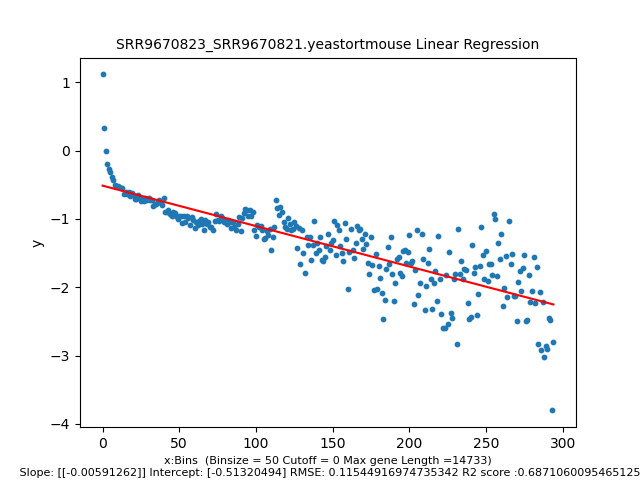 SRR9670823_SRR9670821.yeastortmouse Linear Regression
1
0
−1
−2
−3
−4
y
0 50 100 150 200 250 300
x:Bins (Binsize = 50 Cutoff = 0 Max gene Length =14733)
Slope: [[-0.00591262]] Intercept: [-0.51320494] RMSE: 0.11544916974735342 R2 score :0.6871060095465125